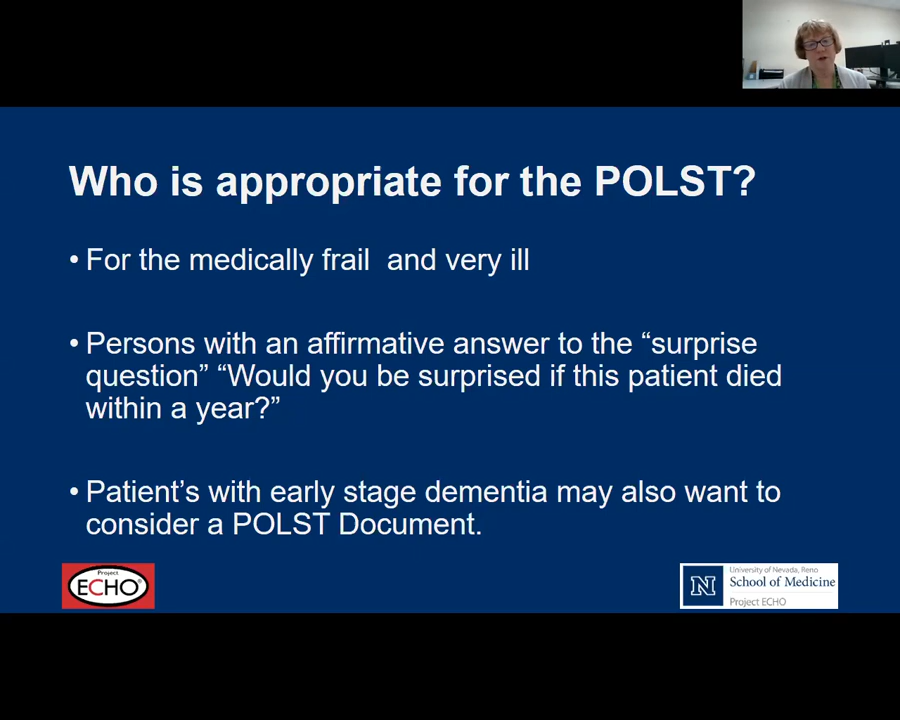 Who is appropriate for the POLST?
• For the medically frail  and very ill
• Persons with an affirmative answer to the “surprise
question” “Would you be surprised if this patient died
within a year?”
• Patient’s with early stage dementia may also want to
consider a POLST Document.
Project
ECHO®
N
University of Nevada, Reno
School of Medicine
Project ECHO